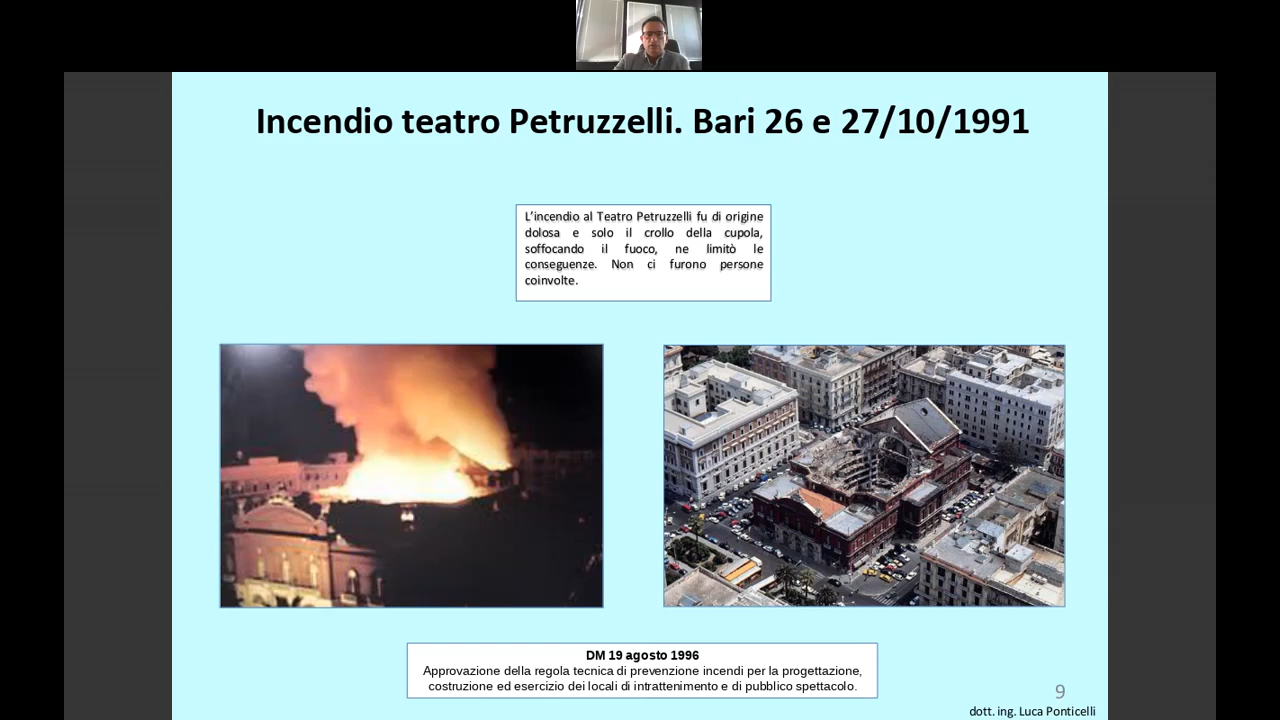 Incendio teatro Petruzzelli. Bari 26 e 27/10/1991
L'incendio al Teatro Petruzzelli fu di origine
dolosa e solo il crollo della cupola,
soffocando il fuoco, ne limitò le
conseguenze. Non ci furono persone
coinvolte.
DM 19 agosto 1996
Approvazione della regola tecnica di prevenzione incendi per la progettazione,
costruzione ed esercizio dei locali di intrattenimento e di pubblico spettacolo.
9
dott. ing. Luca Ponticelli